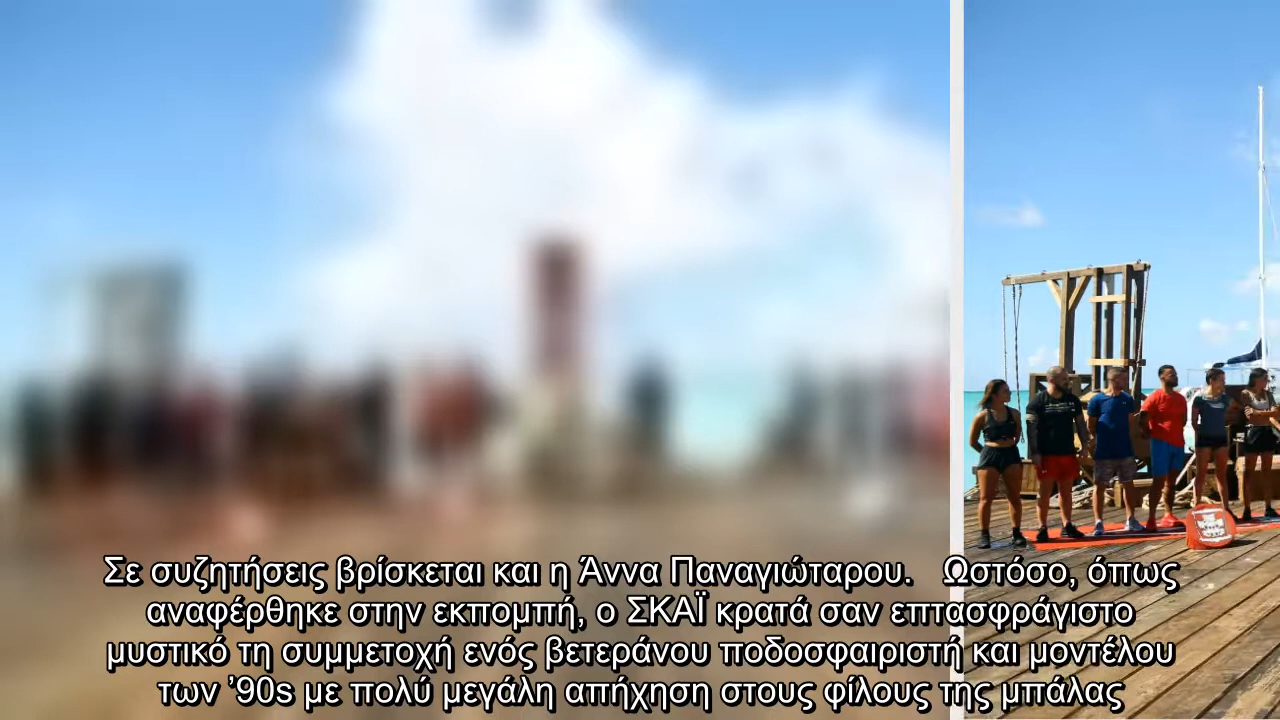 Σε συζητήσεις βρίσκεται και η Άννα Παναγιώταρου.   Ωστόσο, όπως
αναφέρθηκε στην εκπομπή, ο ΣΚΑΪ κρατά σαν επτασφράγιστο
μυστικό τη συμμετοχή ενός βετεράνου ποδοσφαιριστή και μοντέλου
των ’90s με πολύ μεγάλη απήχηση στους φίλους της μπάλας